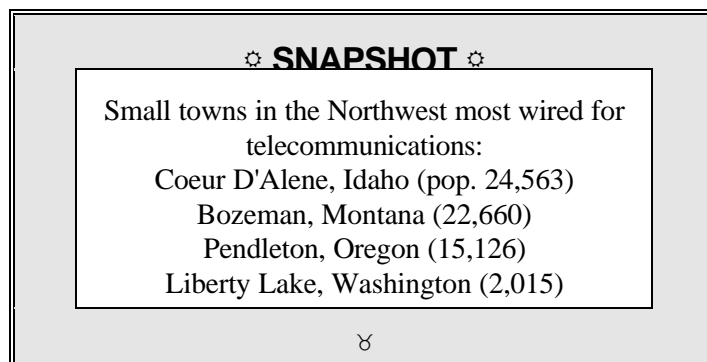 ☼ SNAPSHOT ☼
Small towns in the Northwest most wired for
telecommunications:
Coeur D'Alene, Idaho (pop. 24,563)
Bozeman, Montana (22,660)
Pendleton, Oregon (15,126)
Liberty Lake, Washington (2,015)
♉